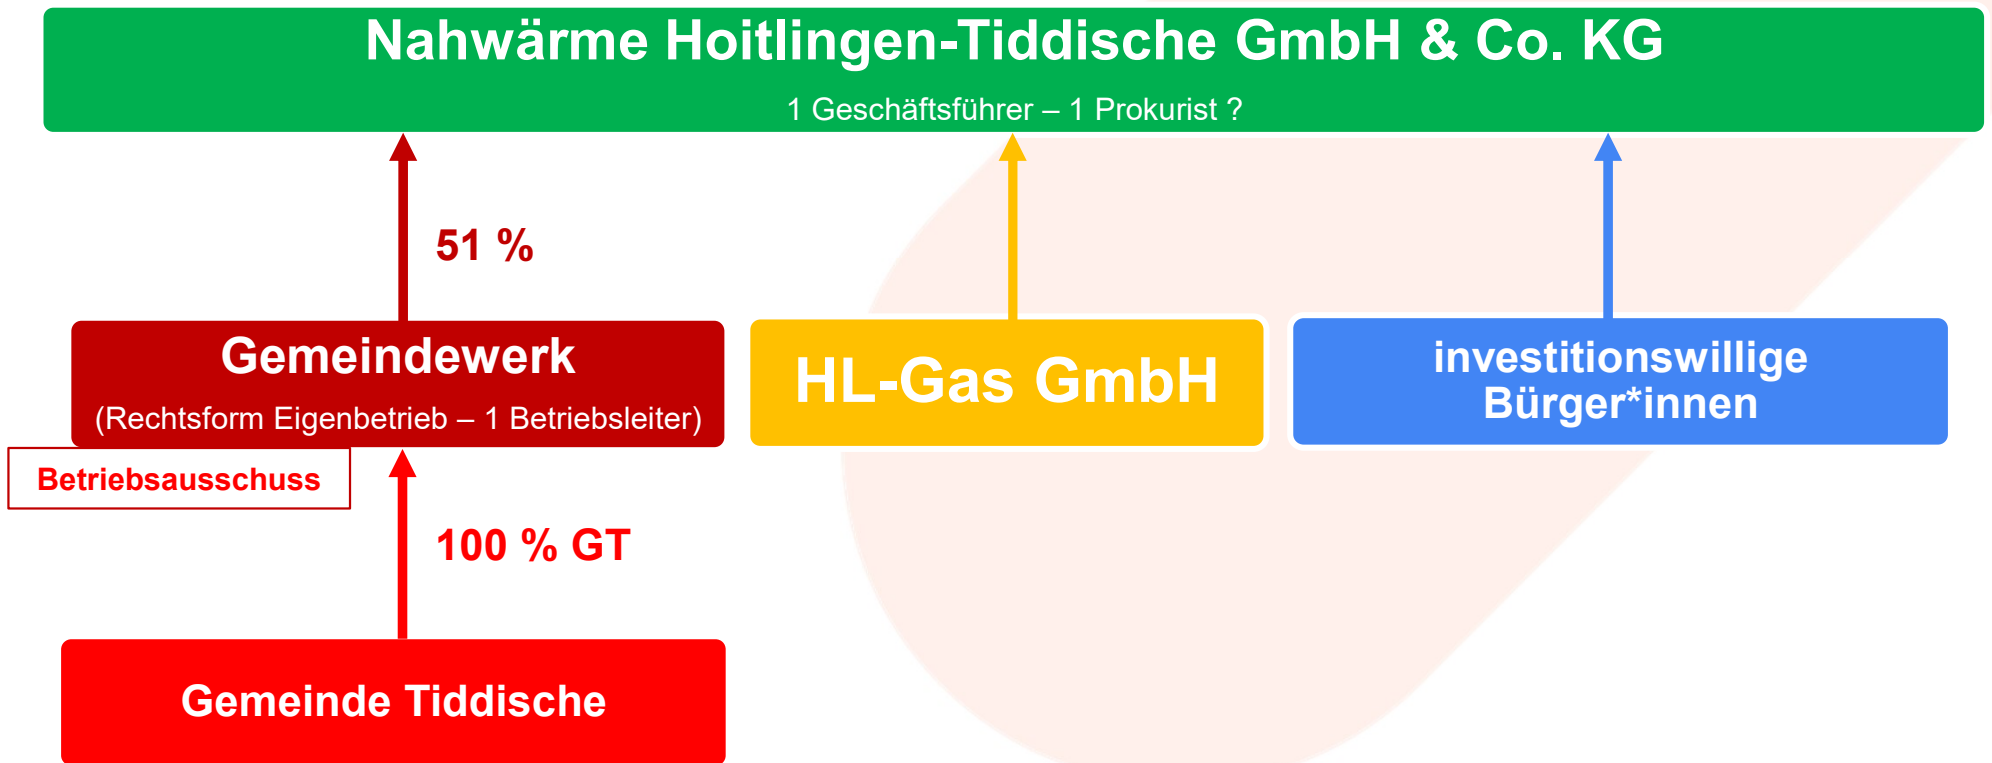 Nahwärme Hoitlingen-Tiddische GmbH & Co. KG
1 Geschäftsführer – 1 Prokurist ?
51 %
Gemeindewerk
(Rechtsform Eigenbetrieb – 1 Betriebsleiter)
HL-Gas GmbH
investitionswillige
Bürger*innen
Betriebsausschuss
100 % GT
Gemeinde Tiddische